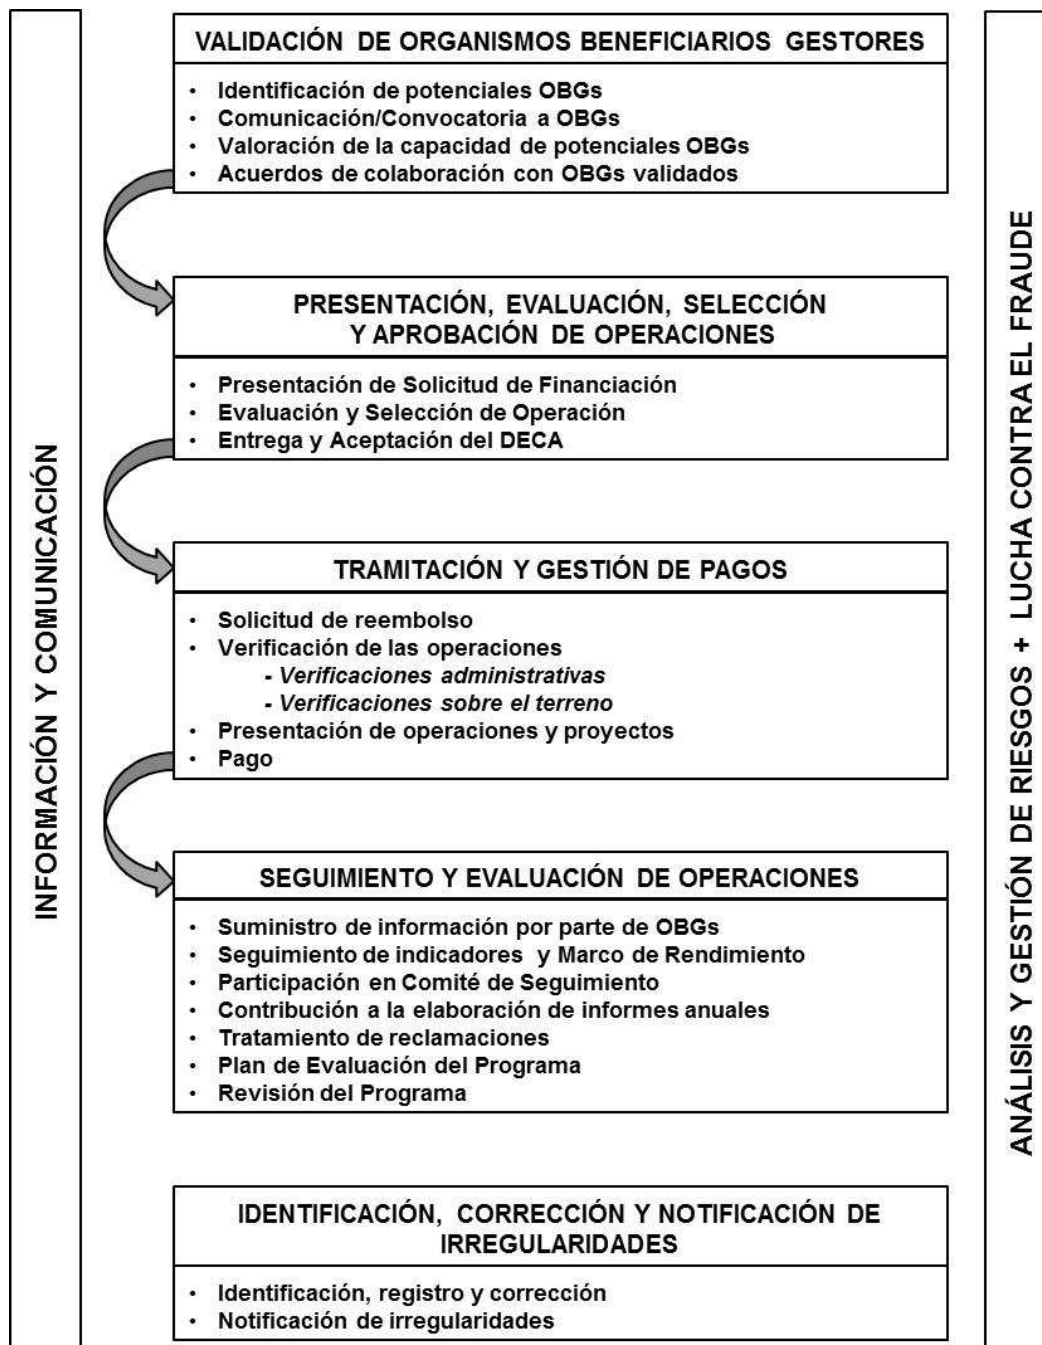 INFORMACIÓN Y COMUNICACIÓN
VALIDACIÓN DE ORGANISMOS BENEFICIARIOS GESTORES
• Identificación de potenciales OBGs
• Comunicación/Convocatoria a OBGs
• Valoración de la capacidad de potenciales OBGs
• Acuerdos de colaboración con OBGs validados
PRESENTACIÓN, EVALUACIÓN, SELECCIÓN
Y APROBACIÓN DE OPERACIONES
• Presentación de Solicitud de Financiación
• Evaluación y Selección de Operación
• Entrega y Aceptación del DECA
TRAMITACIÓN Y GESTIÓN DE PAGOS
• Solicitud de reembolso
• Verificación de las operaciones
- Verificaciones administrativas
- Verificaciones sobre el terreno
• Presentación de operaciones y proyectos
• Pago
SEGUIMIENTO Y EVALUACIÓN DE OPERACIONES
• Suministro de información por parte de OBGs
• Seguimiento de indicadores y Marco de Rendimiento
• Participación en Comité de Seguimiento
• Contribución a la elaboración de informes anuales
• Tratamiento de reclamaciones
• Plan de Evaluación del Programa
• Revisión del Programa
IDENTIFICACIÓN, CORRECCIÓN Y NOTIFICACIÓN DE
IRREGULARIDADES
• Identificación, registro y corrección
• Notificación de irregularidades
ANÁLISIS Y GESTIÓN DE RIESGOS + LUCHA CONTRA EL FRAUDE